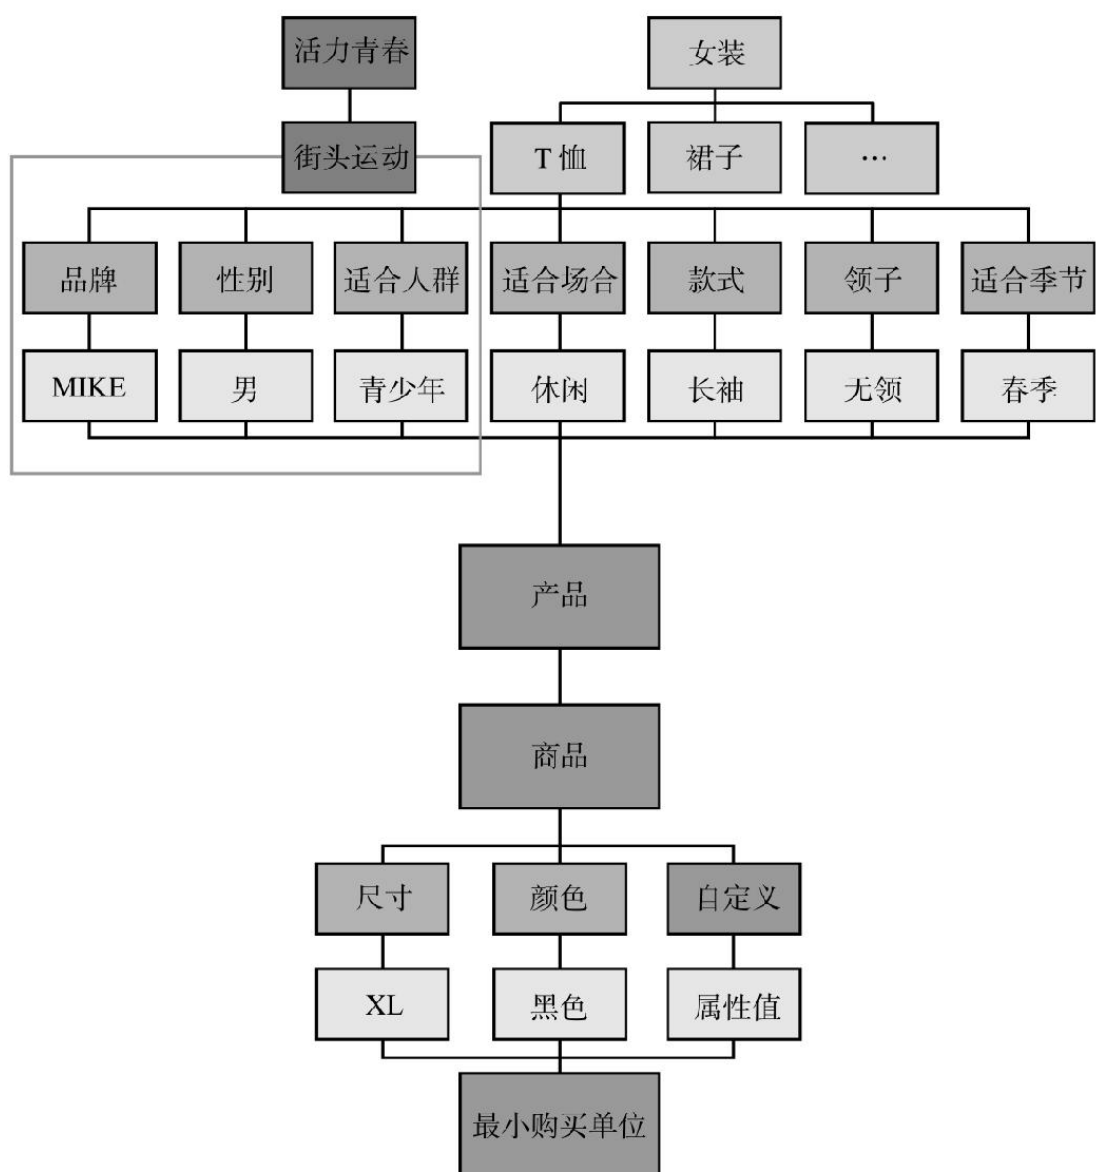 活力青春
女装
街头运动
T恤
裙子
…
品牌
性别
适合人群
适合场合
款式
领子
适合季节
MIKE
男
青少年
休闲
长袖
无领
春季
产品
商品
尺寸
颜色
自定义
XL
黑色
属性值
最小购买单位